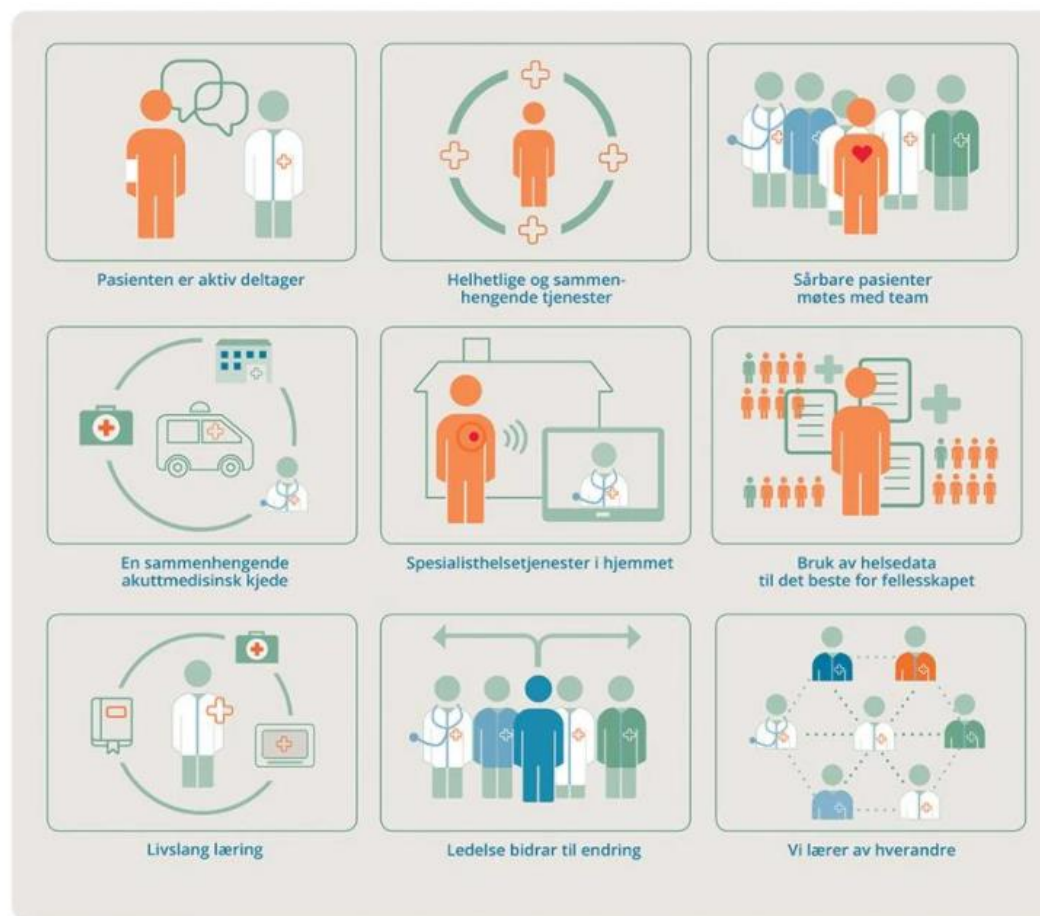 Pasienten er aktiv deltager
Helhetlige og sammen-
hengende tjenester
Sårbare pasienter
møtes med team
En sammenhengende
akuttmedisinsk kjede
Spesialisthelsetjenester i hjemmet
Bruk av helsedata
til det beste for fellesskapet
Livslang læring
Ledelse bidrar til endring
Vi lærer av hverandre